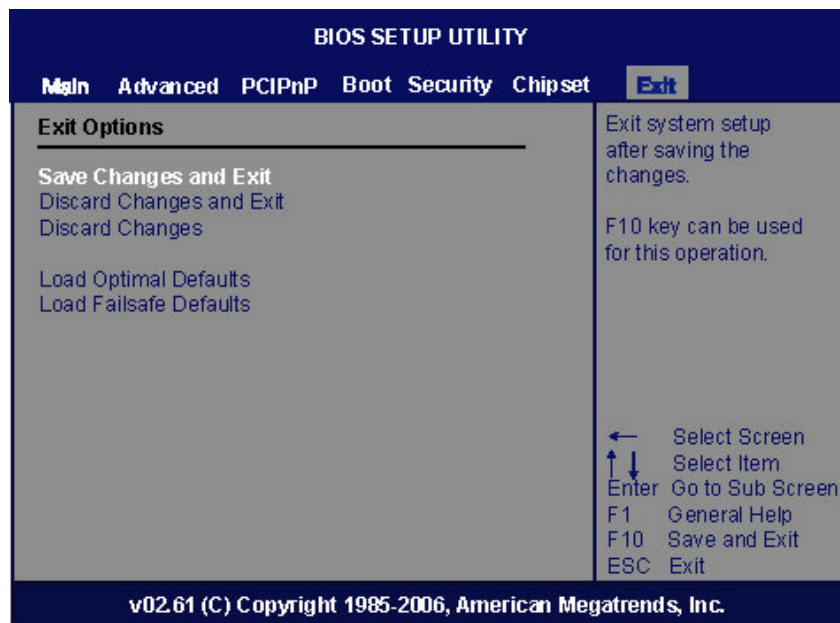 BIOS SETUP UTILITY
Main Advanced PCIPnP Boot Security Chipset Exit
Exit Options
Save Changes and Exit
Discard Changes and Exit
Discard Changes
Load Optimal Defaults
Load Failsafe Defaults
Exit system setup
after saving the
changes.
F10 key can be used
for this operation.
← Select Screen
↑↓ Select Item
Enter Go to Sub Screen
F1 General Help
F10 Save and Exit
ESC Exit
v02.61 (C) Copyright 1985-2006, American Megatrends, Inc.